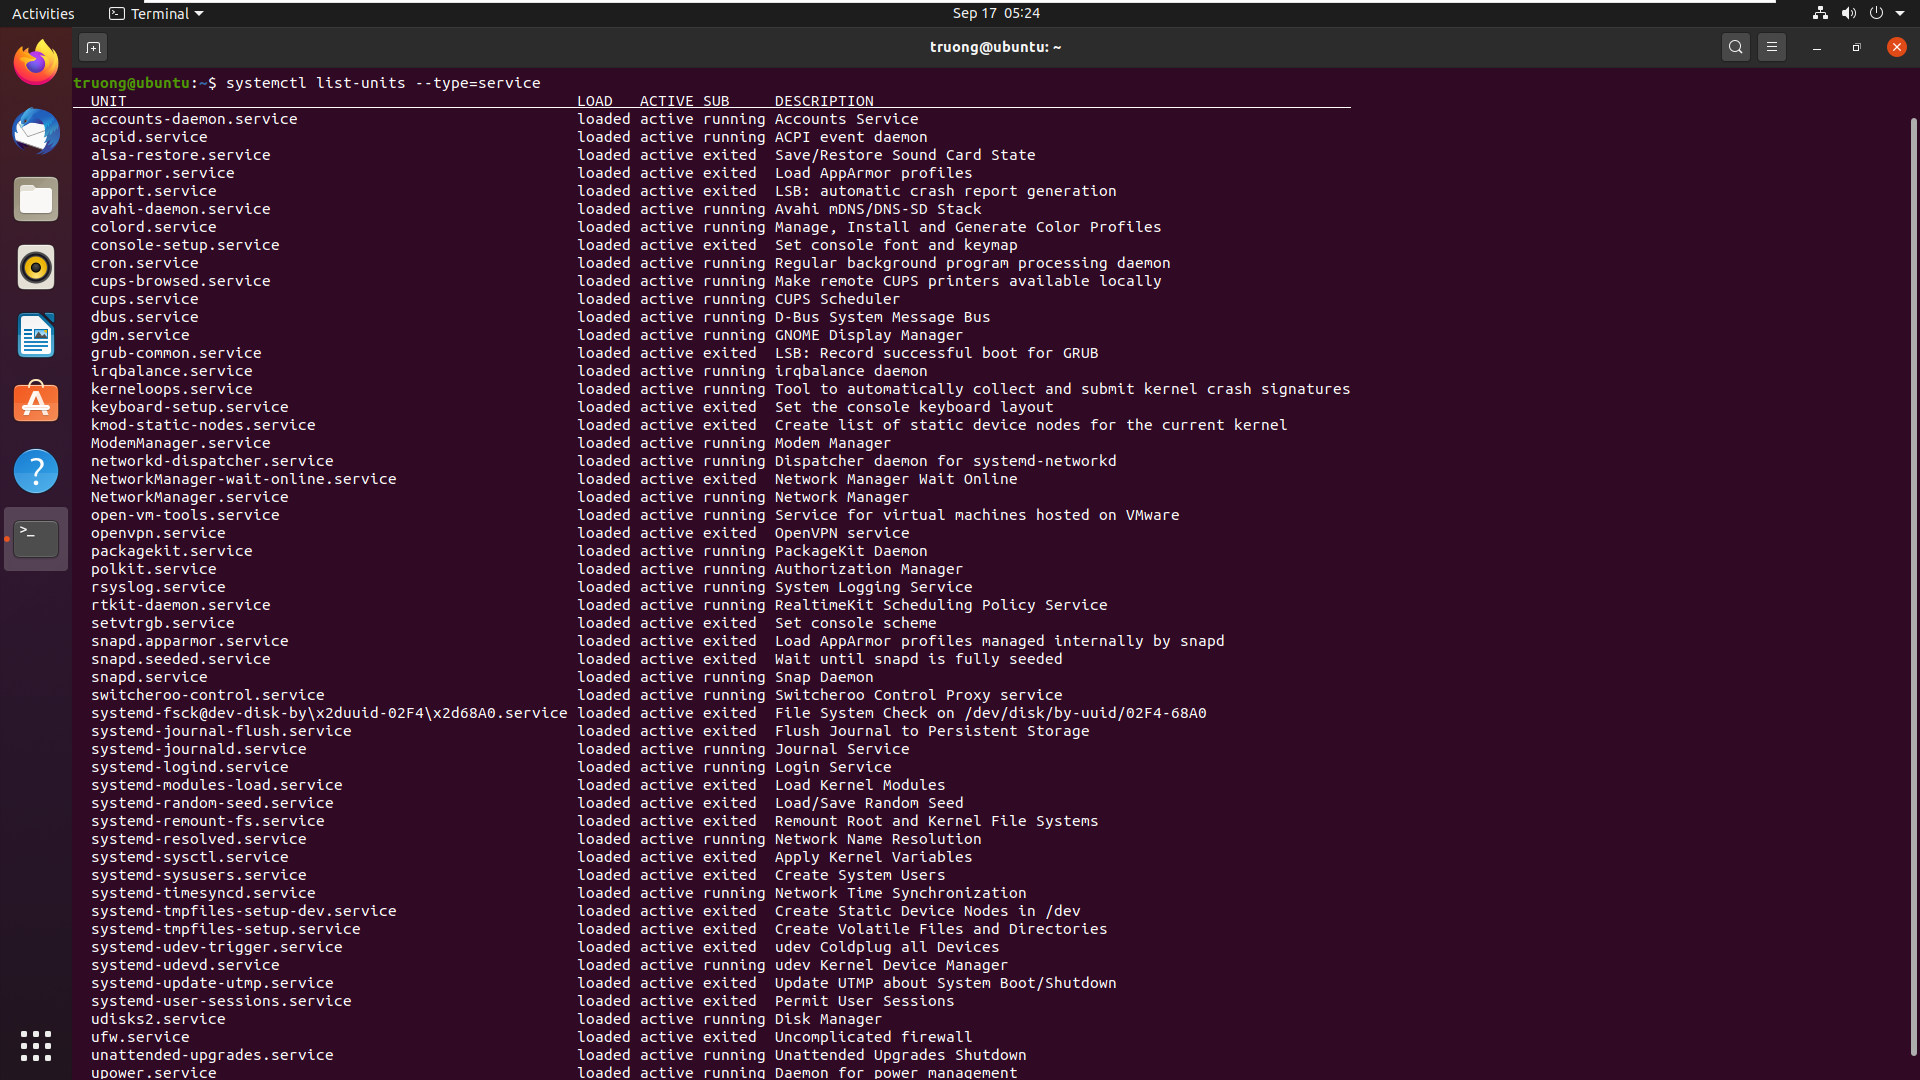 Activities Terminal Sep 17 05:24
truong@ubuntu: ~
truong@ubuntu:~$ systemctl list-units --type=service
UNIT LOAD ACTIVE SUB DESCRIPTION
accounts-daemon.service loaded active running Accounts Service
acpid.service loaded active running ACPI event daemon
alsa-restore.service loaded active exited Save/Restore Sound Card State
apparmor.service loaded active exited Load AppArmor profiles
apport.service loaded active exited LSB: automatic crash report generation
avahi-daemon.service loaded active running Avahi mDNS/DNS-SD Stack
colord.service loaded active running Manage, Install and Generate Color Profiles
console-setup.service loaded active exited Set console font and keymap
cron.service loaded active running Regular background program processing daemon
cups-browsed.service loaded active running Make remote CUPS printers available locally
cups.service loaded active running CUPS Scheduler
dbus.service loaded active running D-Bus System Message Bus
gdm.service loaded active running GNOME Display Manager
grub-common.service loaded active exited LSB: Record successful boot for GRUB
irqbalance.service loaded active running irqbalance daemon
kerneloops.service loaded active running Tool to automatically collect and submit kernel crash signatures
keyboard-setup.service loaded active exited Set the console keyboard layout
kmod-static-nodes.service loaded active exited Create list of static device nodes for the current kernel
ModemManager.service loaded active running Modem Manager
networkd-dispatcher.service loaded active running Dispatcher daemon for systemd-networkd
NetworkManager-wait-online.service loaded active exited Network Manager Wait Online
NetworkManager.service loaded active running Network Manager
open-vm-tools.service loaded active running Service for virtual machines hosted on VMware
openvpn.service loaded active exited OpenVPN service
packagekit.service loaded active running PackageKit Daemon
polkit.service loaded active running Authorization Manager
rsyslog.service loaded active running System Logging Service
rtkit-daemon.service loaded active running RealtimeKit Scheduling Policy Service
setvtrgb.service loaded active exited Set console scheme
snapd.apparmor.service loaded active exited Load AppArmor profiles managed internally by snapd
snapd.seeded.service loaded active exited Wait until snapd is fully seeded
snapd.service loaded active running Snap Daemon
switcheroo-control.service loaded active running Switcheroo Control Proxy service
systemd-fsck@dev-disk-by\x2duuid-02F4\x2d68A0.service loaded active exited File System Check on /dev/disk/by-uuid/02F4-68A0
systemd-journal-flush.service loaded active exited Flush Journal to Persistent Storage
systemd-journald.service loaded active running Journal Service
systemd-logind.service loaded active running Login Service
systemd-modules-load.service loaded active exited Load Kernel Modules
systemd-random-seed.service loaded active exited Load/Save Random Seed
systemd-remount-fs.service loaded active exited Remount Root and Kernel File Systems
systemd-resolved.service loaded active running Network Name Resolution
systemd-sysctl.service loaded active exited Apply Kernel Variables
systemd-sysusers.service loaded active exited Create System Users
systemd-timesyncd.service loaded active running Network Time Synchronization
systemd-tmpfiles-setup-dev.service loaded active exited Create Static Device Nodes in /dev
systemd-tmpfiles-setup.service loaded active exited Create Volatile Files and Directories
systemd-udev-trigger.service loaded active exited udev Coldplug all Devices
systemd-udevd.service loaded active running udev Kernel Device Manager
systemd-update-utmp.service loaded active exited Update UTMP about System Boot/Shutdown
systemd-user-sessions.service loaded active exited Permit User Sessions
udisks2.service loaded active running Disk Manager
ufw.service loaded active exited Uncomplicated firewall
unattended-upgrades.service loaded active running Unattended Upgrades Shutdown
upower.service loaded active running Daemon for power management